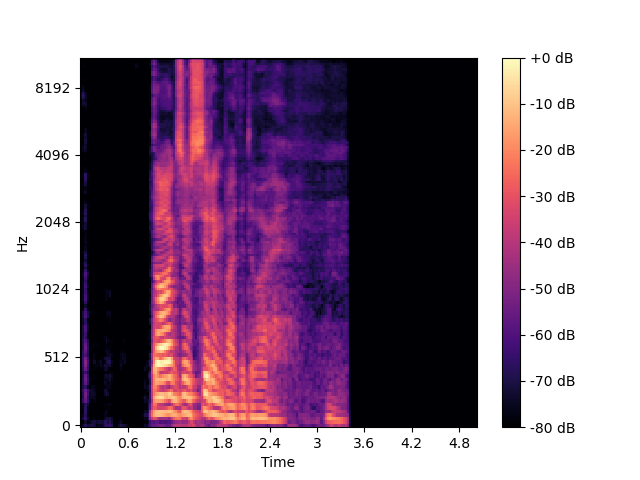 +0 dB
8192
-10 dB
4096
-20 dB
-30 dB
2048
Hz
-40 dB
1024
-50 dB
512
-60 dB
-70 dB
0
-80 dB
0 0.6 1.2 1.8 2.4 3 3.6 4.2 4.8
Time